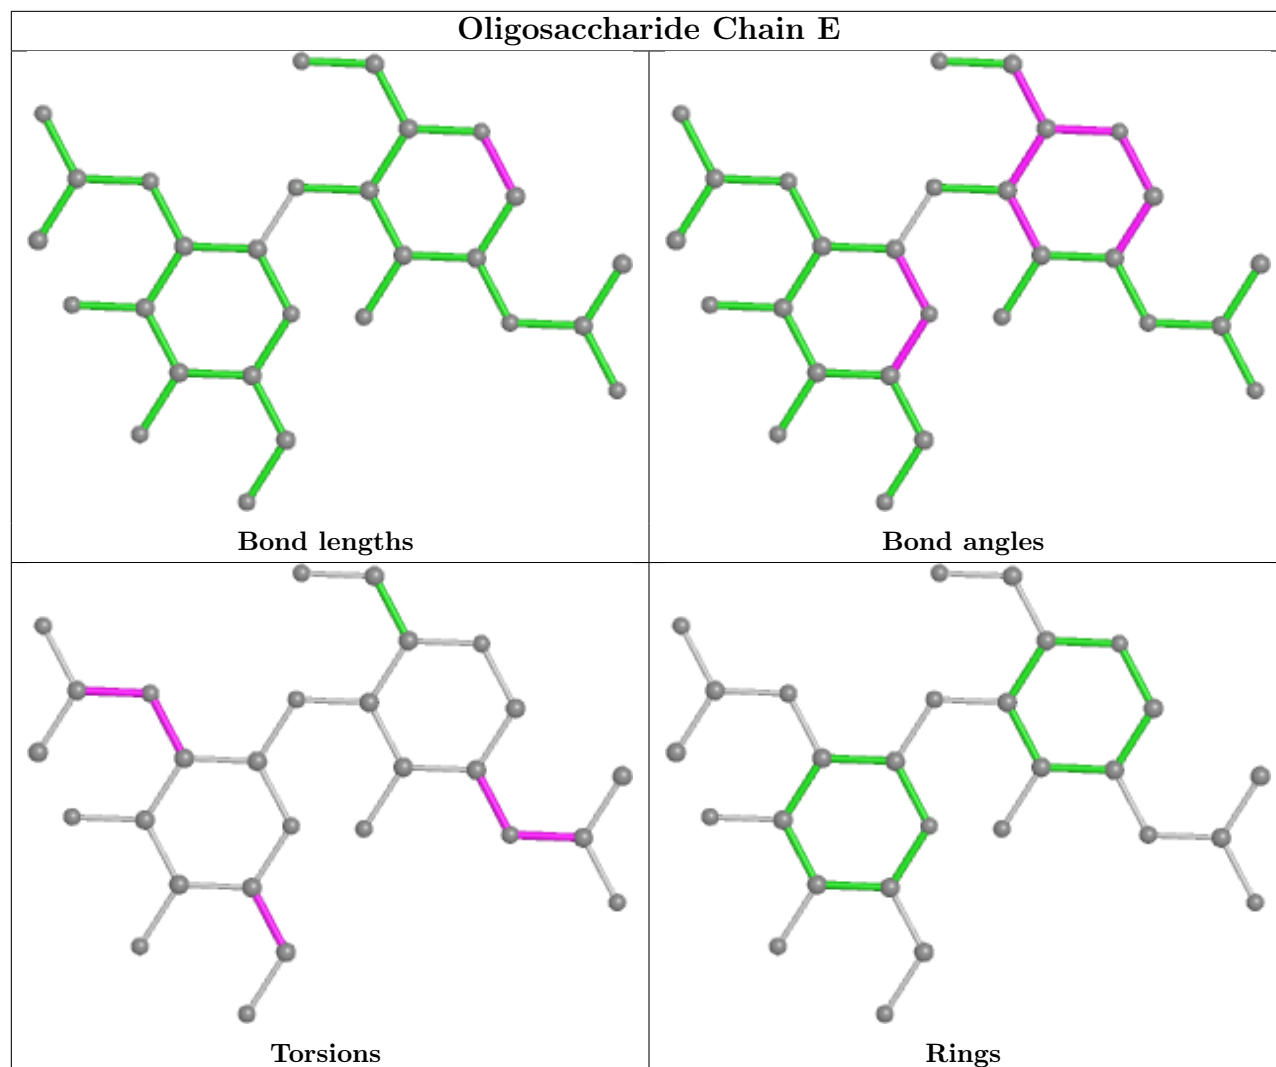 Oligosaccharide Chain E
Bond lengths
Bond angles
Torsions
Rings